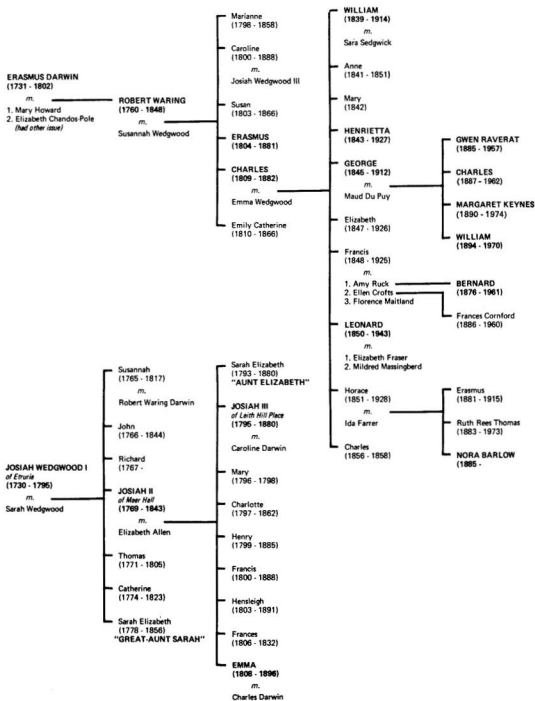 ERASMUS DARWIN
(1731 - 1802)
m.
1. Mary Howard
2. Elizabeth Chandos-Pole
(had other issue)
ROBERT WARING
(1760 - 1848)
m.
Susannah Wedgwood
Marianne
(1798 - 1858)
Caroline
(1800 - 1888)
m.
Josiah Wedgwood III
Susan
(1803 - 1866)
ERASMUS
(1804 - 1881)
CHARLES
(1809 - 1882)
m.
Emma Wedgwood
Emily Catherine
(1810 - 1866)
WILLIAM
(1839 - 1914)
m.
Sara Sedgwick
Anne
(1841 - 1851)
Mary
(1842)
HENRIETTA
(1843 - 1927)
GEORGE
(1845 - 1912)
m.
Maud Du Puy
Elizabeth
(1847 - 1926)
Francis
(1848 - 1925)
m.
1. Amy Ruck
2. Ellen Crofts
3. Florence Maitland
LEONARD
(1850 - 1943)
m.
1. Elizabeth Fraser
2. Mildred Massingberd
Horace
(1851 - 1928)
m.
Ida Farrer
Charles
(1856 - 1858)
GWEN RAVERAT
(1885 - 1957)
CHARLES
(1887 - 1962)
MARGARET KEYNES
(1890 - 1974)
WILLIAM
(1894 - 1970)
BERNARD
(1876 - 1961)
Frances Cornford
(1886 - 1960)
Erasmus
(1881 - 1915)
Ruth Rees Thomas
(1883 - 1973)
NORA BARLOW
(1885 -
JOSIAH WEDGWOOD I
of Etruria
(1730 - 1795)
m.
Sarah Wedgwood
Susannah
(1765 - 1817)
m.
Robert Waring Darwin
John
(1766 - 1844)
Richard
(1767 -
JOSIAH II
of Maer Hall
(1769 - 1843)
m.
Elizabeth Allen
Thomas
(1771 - 1805)
Catherine
(1774 - 1823)
Sarah Elizabeth
(1778 - 1856)
"GREAT-AUNT SARAH"
Sarah Elizabeth
(1793 - 1880)
"AUNT ELIZABETH"
JOSIAH III
of Leith Hill Place
(1795 - 1880)
m.
Caroline Darwin
Mary
(1796 - 1798)
Charlotte
(1797 - 1862)
Henry
(1799 - 1885)
Francis
(1800 - 1888)
Hensleigh
(1803 - 1891)
Frances
(1806 - 1832)
EMMA
(1808 - 1896)
m.
Charles Darwin